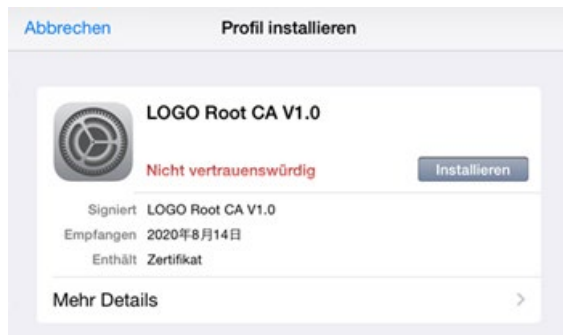 Abbrechen Profil installieren
LOGO Root CA V1.0
Nicht vertrauenswürdig Installieren
Signiert LOGO Root CA V1.0
Empfangen 2020年8月14日
Enthält Zertifikat
Mehr Details